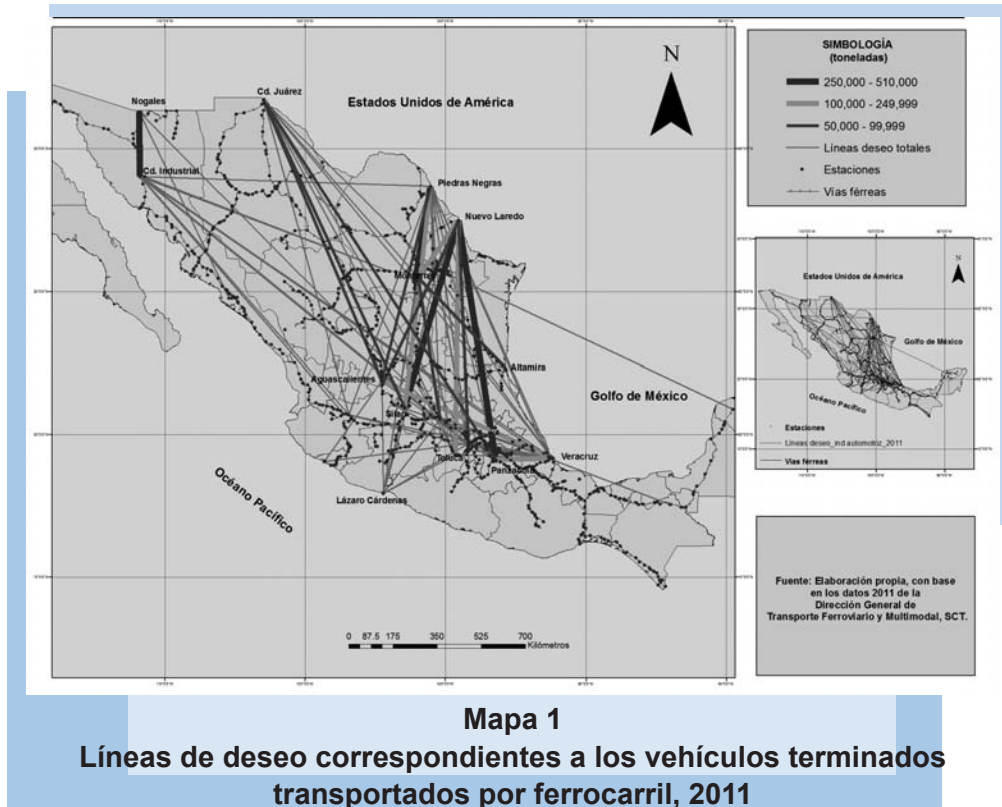 Nogales
Cd. Juárez
Estados Unidos de América
N
Cd. Industrial
Piedras Negras
Nuevo Laredo
Aguascalientes
Altamira
Golfo de México
Silao
Toluca
Panzacola
Veracruz
Lázaro Cárdenas
Océano Pacífico
0 87.5 175 350 525 700
Kilómetros
SIMBOLOGÍA
(toneladas)
250,000 - 510,000
100,000 - 249,999
50,000 - 99,999
Líneas deseo totales
Estaciones
Vías férreas
Estados Unidos de América
N
Golfo de México
Océano Pacífico
Estaciones
Líneas deseo_ind automotriz_2011
Vías férreas
Fuente: Elaboración propia, con base
en los datos 2011 de la
Dirección General de
Transporte Ferroviario y Multimodal, SCT.
Mapa 1
Líneas de deseo correspondientes a los vehículos terminados
transportados por ferrocarril, 2011